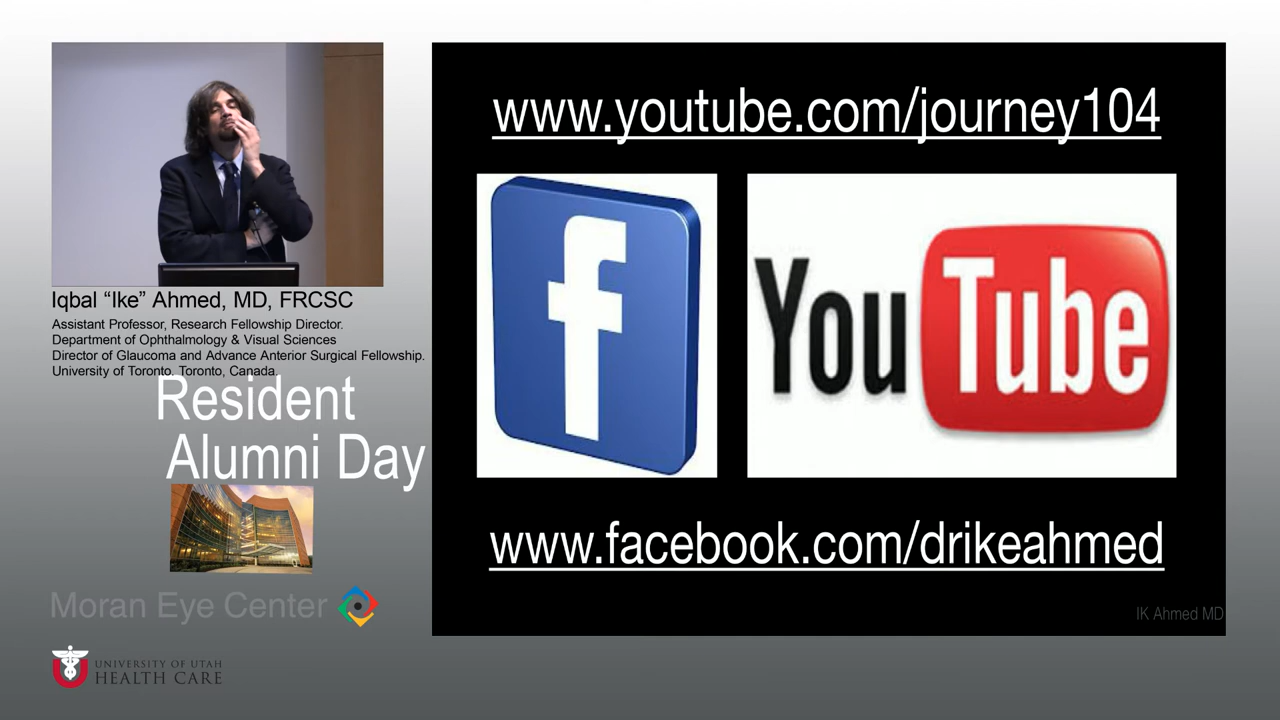 Iqbal “Ike” Ahmed, MD, FRCSC
Assistant Professor, Research Fellowship Director.
Department of Ophthalmology & Visual Sciences
Director of Glaucoma and Advance Anterior Surgical Fellowship.
University of Toronto. Toronto, Canada.
Resident
Alumni Day
Moran Eye Center
U
UNIVERSITY OF UTAH
HEALTH CARE
www.youtube.com/journey104
f
YouTube
www.facebook.com/drikeahmed
IK Ahmed MD